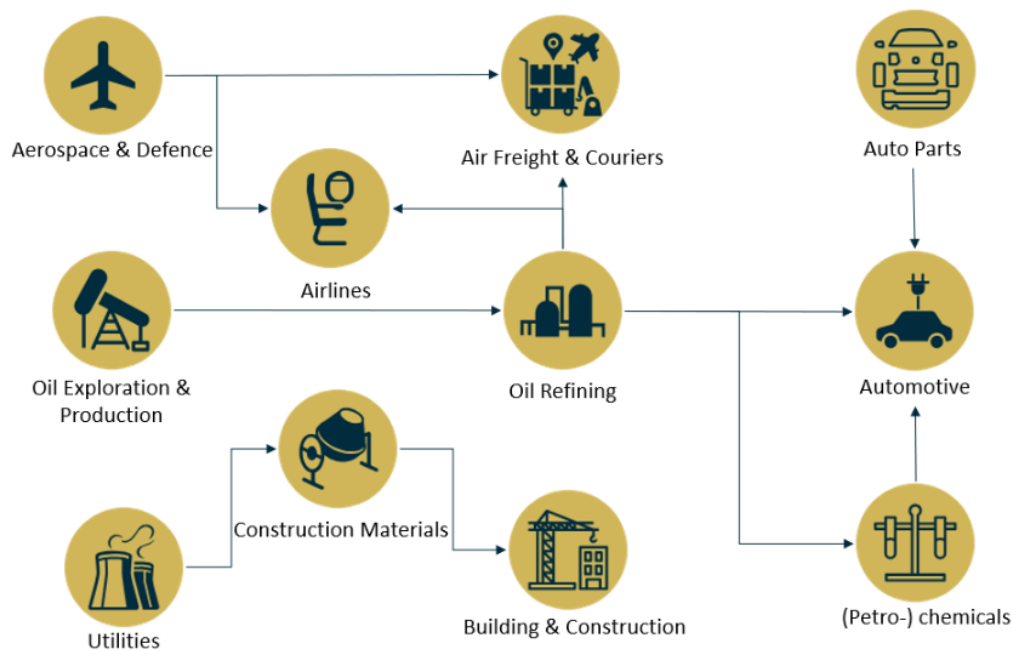 Aerospace & Defence
Air Freight & Couriers
Auto Parts
Airlines
Oil Exploration &
Production
Oil Refining
Automotive
Construction Materials
Utilities
Building & Construction
(Petro-) chemicals